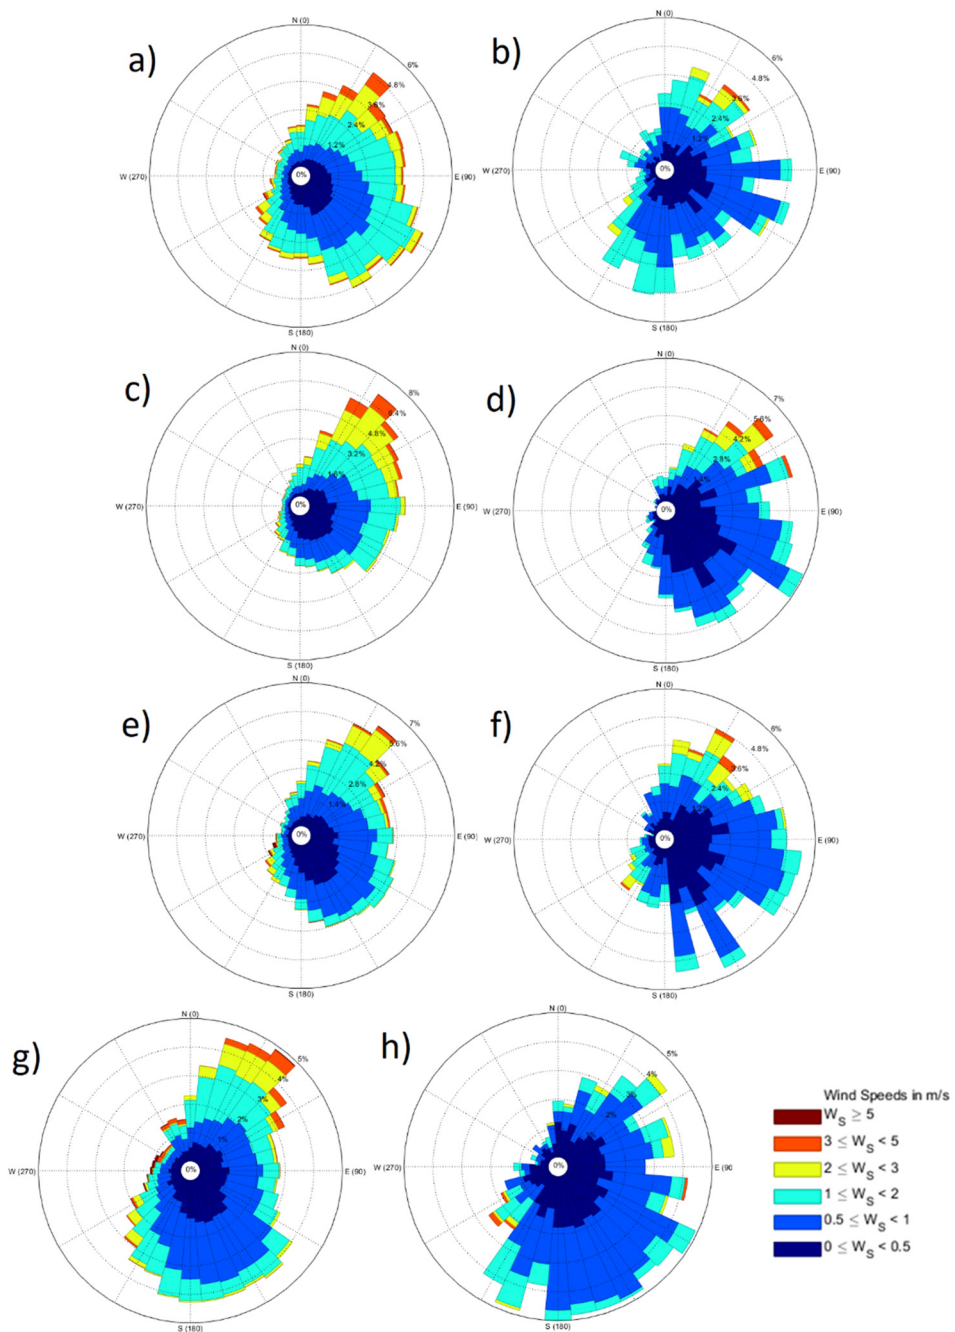 a)
N (0)
6%
4.8%
3.6%
2.4%
1.2%
0%
W (270)
E (90)
S (180)
b)
N (0)
6%
4.8%
3.6%
2.4%
1.2%
0%
W (270)
E (90)
S (180)
c)
N (0)
8%
6.4%
4.8%
3.2%
1.6%
0%
W (270)
E (90)
S (180)
d)
N (0)
7%
5.6%
4.2%
2.8%
1.4%
0%
W (270)
E (90)
S (180)
e)
N (0)
7%
5.6%
4.2%
2.8%
1.4%
0%
W (270)
E (90)
S (180)
f)
N (0)
6%
4.8%
3.6%
2.4%
1.2%
0%
W (270)
E (90)
S (180)
g)
N (0)
5%
4%
3%
2%
1%
0%
W (270)
E (90)
S (180)
h)
N (0)
5%
4%
3%
2%
0%
W (270)
E (90
S (180)
Wind Speeds in m/s
W_S ≥ 5
3 ≤ W_S < 5
2 ≤ W_S < 3
1 ≤ W_S < 2
0.5 ≤ W_S < 1
0 ≤ W_S < 0.5